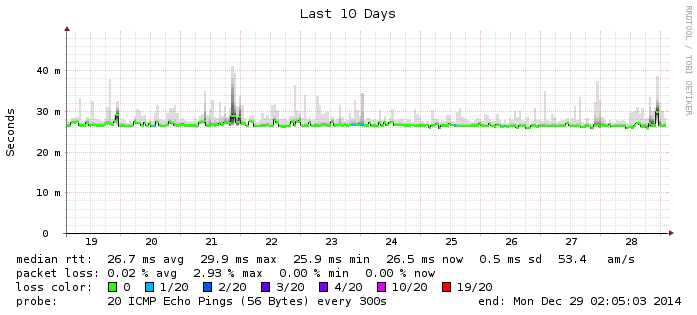 Last 10 Days
RRDTOOL / TOBI OETIKER
Seconds
40 m
30 m
20 m
10 m
0
19 20 21 22 23 24 25 26 27 28
median rtt: 26.7 ms avg 29.9 ms max 25.9 ms min 26.5 ms now 0.5 ms sd 53.4 am/s
packet loss: 0.02 % avg 2.93 % max 0.00 % min 0.00 % now
loss color: 0 1/20 2/20 3/20 4/20 10/20 19/20
probe: 20 ICMP Echo Pings (56 Bytes) every 300s end: Mon Dec 29 02:05:03 2014